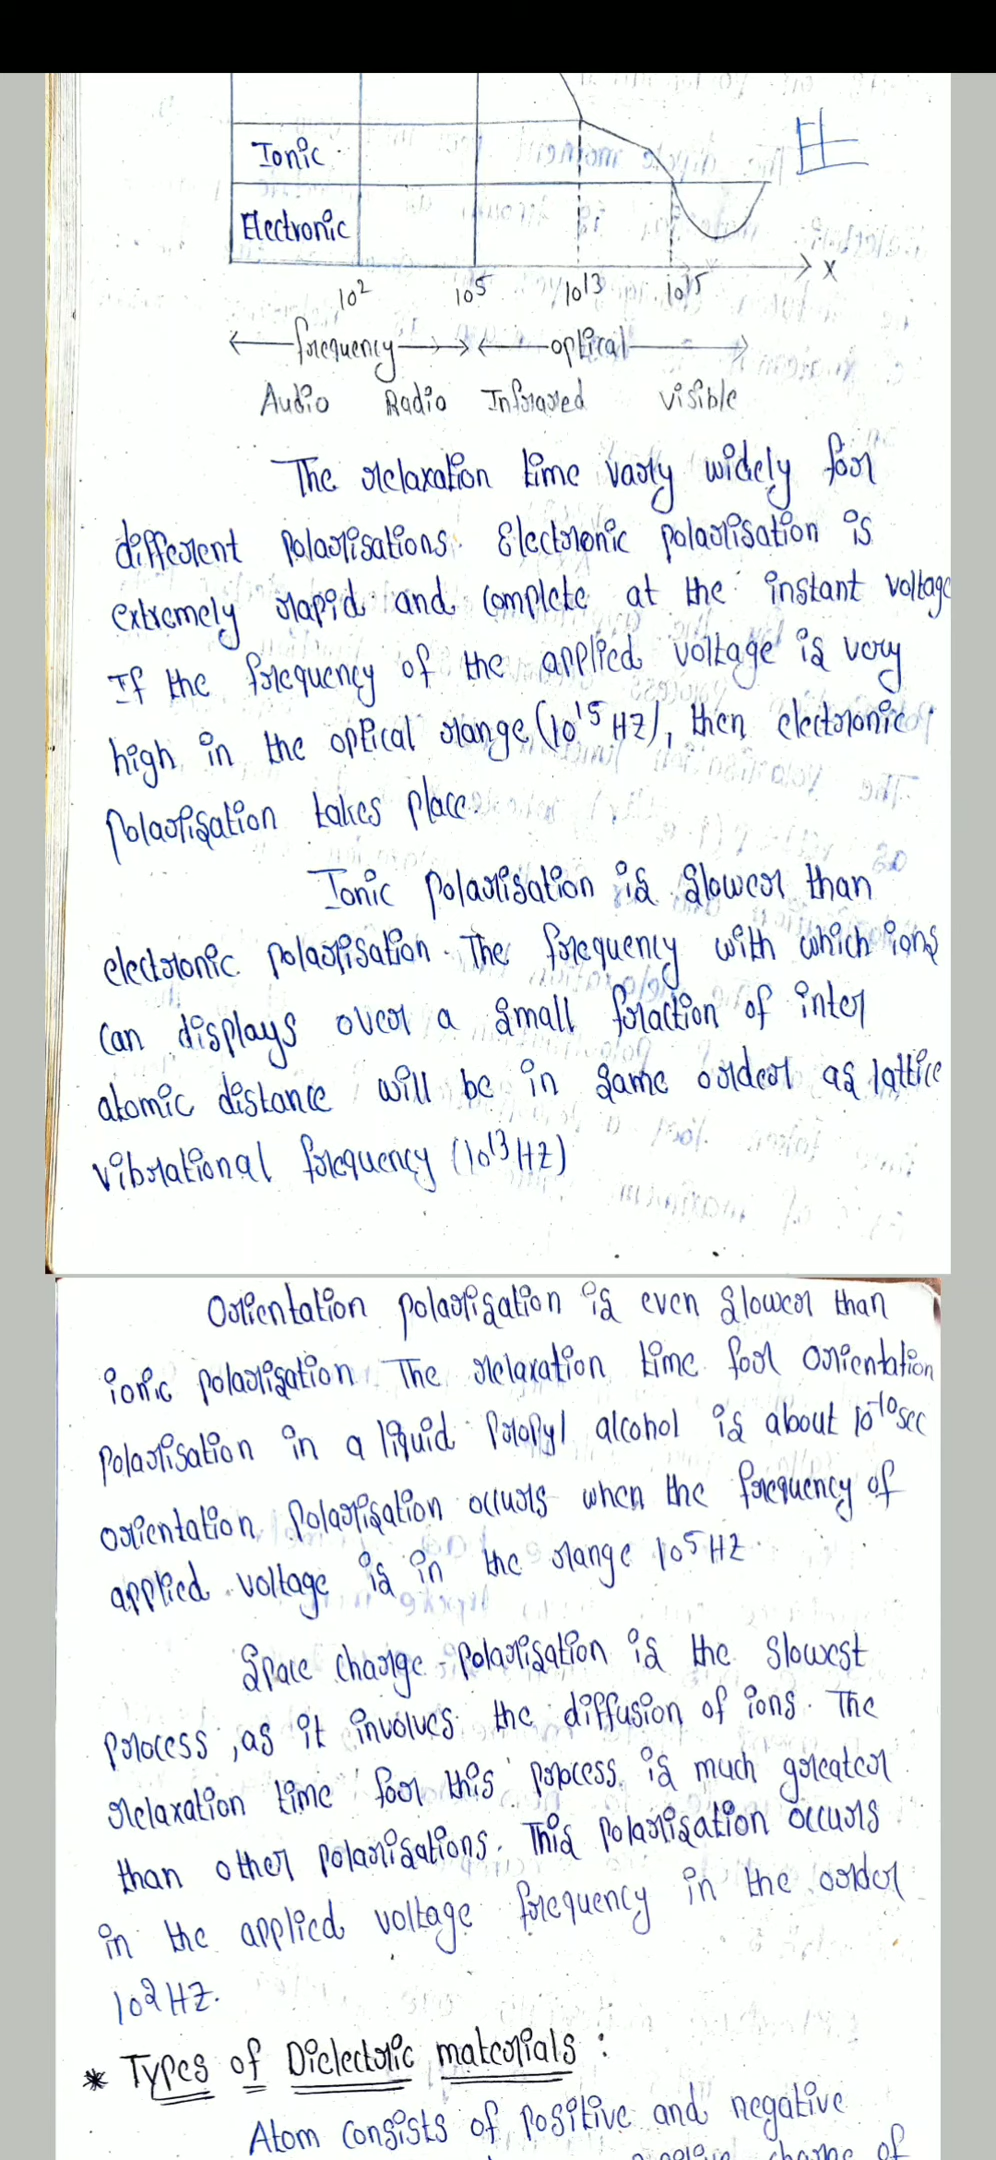 Ionic
Electronic
10² 10⁵ 10¹³ 10¹⁵ X
frequency optical
Audio Radio Infrared visible
The relaxation time vary widely for
different polarisations. Electronic polarisation is
extremely rapid and complete at the instant voltage
If the frequency of the applied voltage is very
high in the optical range (10¹⁵ HZ), then electronic
polarisation takes place.
Ionic polarisation is slower than
electronic polarisation. The frequency with which ions
can displays over a small fraction of inter
atomic distance will be in same order as lattice
vibrational frequency (10¹³ HZ)
Orientation polarisation is even slower than
ionic polarisation. The relaxation time for orientation
polarisation in a liquid propyl alcohol is about 10⁻¹⁰ sec
orientation polarisation occurs when the frequency of
applied voltage is in the range 10⁵ HZ.
Space charge polarisation is the slowest
process, as it involves the diffusion of ions. The
relaxation time for this process is much greater
than other polarisations. This polarisation occurs
in the applied voltage frequency in the order
10² HZ.
* Types of Dielectric materials :
Atom consists of positive and negative
charge of